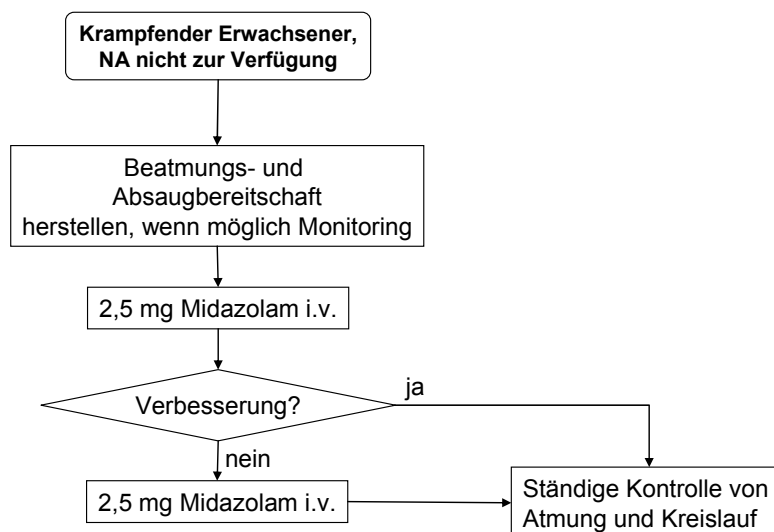 Krampfender Erwachsener,
NA nicht zur Verfügung
Beatmungs- und
Absaugbereitschaft
herstellen, wenn möglich Monitoring
2,5 mg Midazolam i.v.
Verbesserung?
ja
nein
2,5 mg Midazolam i.v.
Ständige Kontrolle von
Atmung und Kreislauf